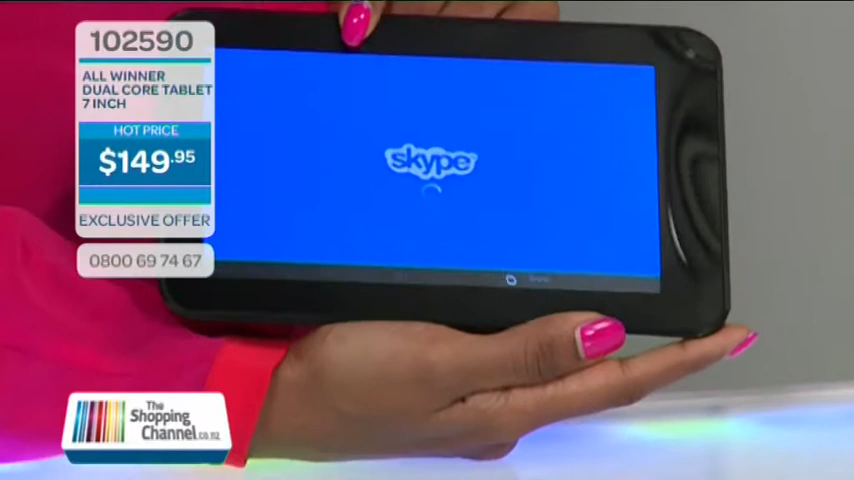 102590
ALL WINNER
DUAL CORE TABLET
7 INCH
HOT PRICE
$149.95
EXCLUSIVE OFFER
0800 69 74 67
skype
The
Shopping
Channel.co.nz